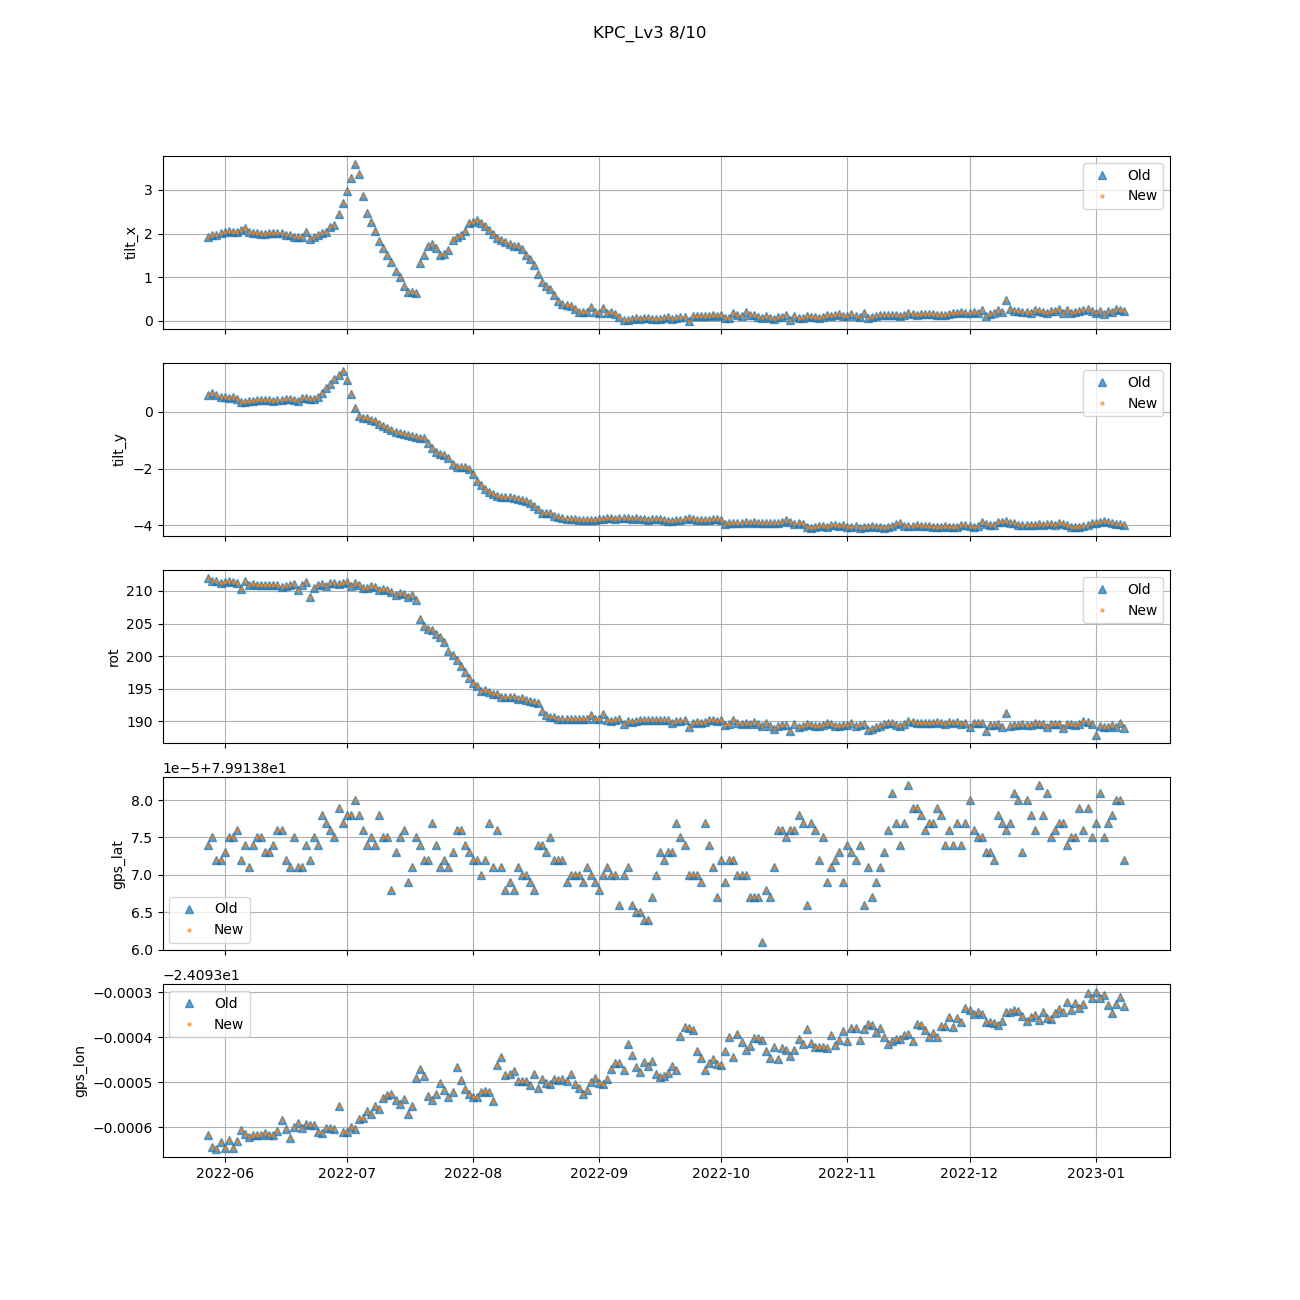 KPC_Lv3 8/10
tilt_x
3
2
1
0
Old
New
tilt_y
0
−2
−4
Old
New
rot
210
205
200
195
190
Old
New
1e−5+7.99138e1
gps_lat
8.0
7.5
7.0
6.5
6.0
Old
New
−2.4093e1
gps_lon
−0.0003
−0.0004
−0.0005
−0.0006
Old
New
2022-06 2022-07 2022-08 2022-09 2022-10 2022-11 2022-12 2023-01